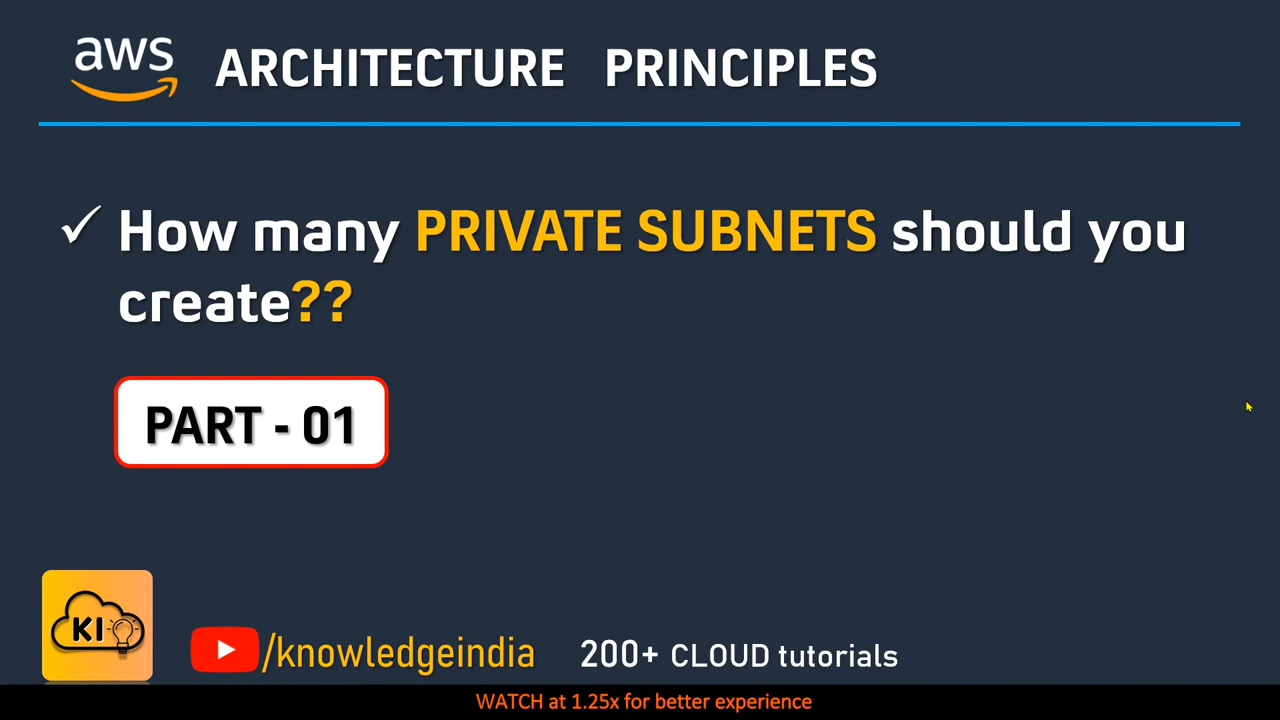 aws ARCHITECTURE PRINCIPLES
✓ How many PRIVATE SUBNETS should you
create??
PART - 01
KI
/knowledgeindia 200+ CLOUD tutorials
WATCH at 1.25x for better experience